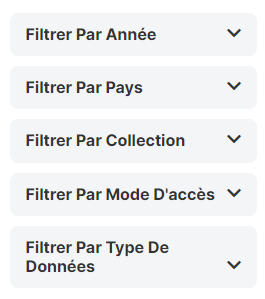 Filtrer Par Année
Filtrer Par Pays
Filtrer Par Collection
Filtrer Par Mode D'accès
Filtrer Par Type De
Données